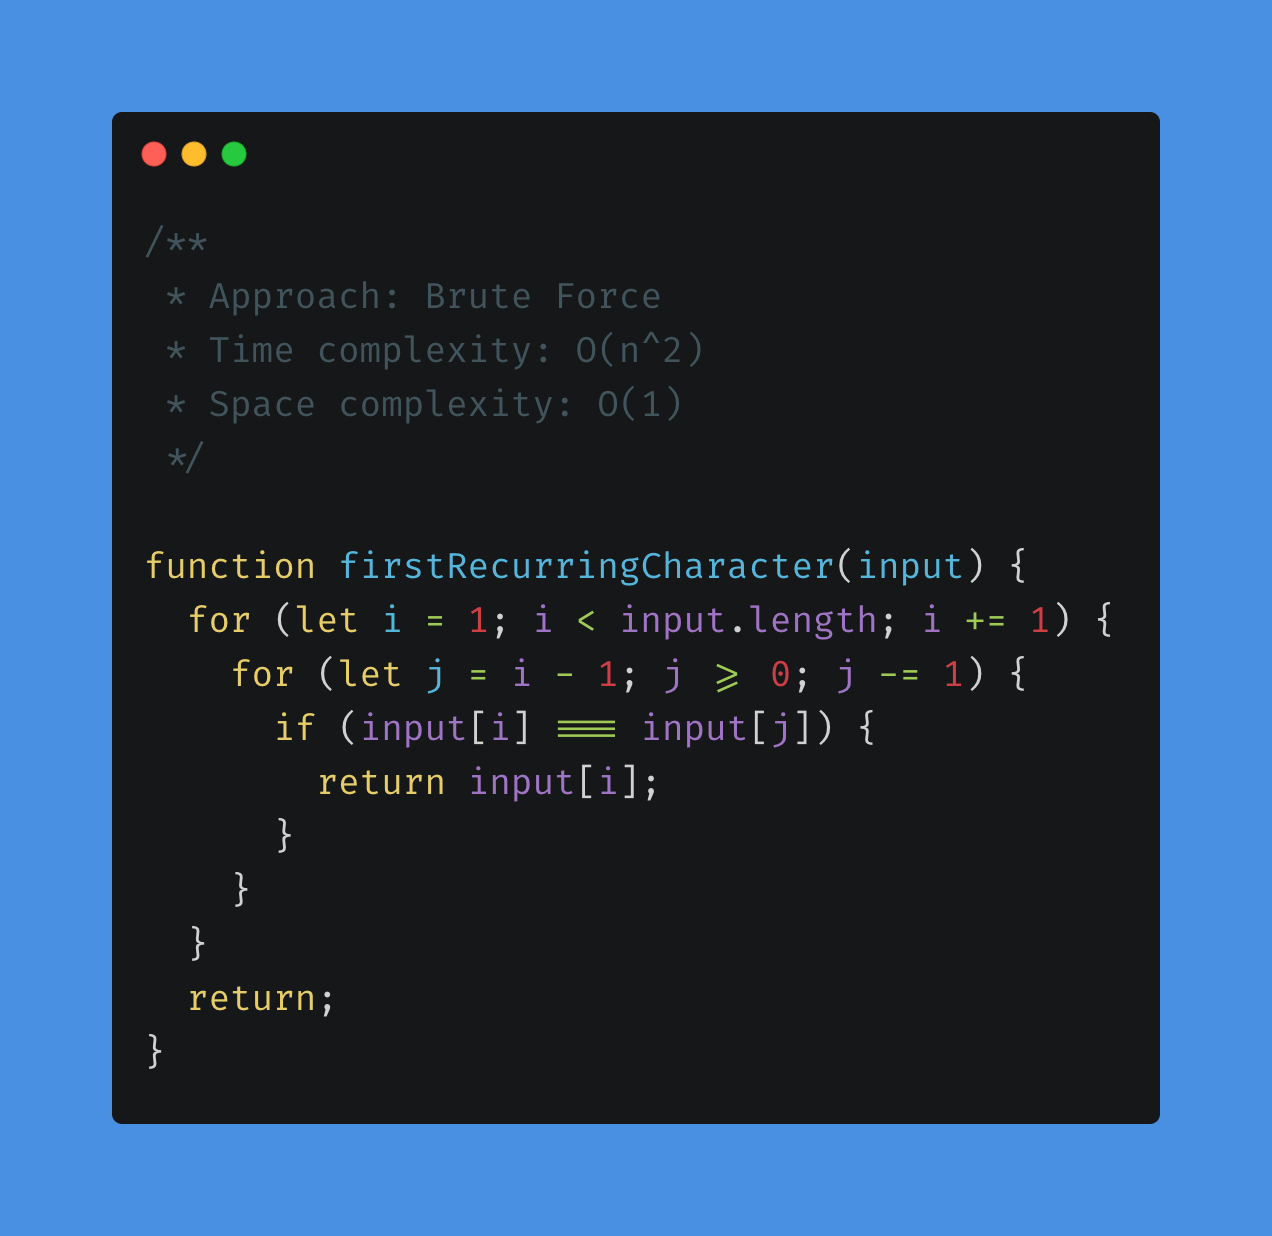 /**
 * Approach: Brute Force
 * Time complexity: O(n^2)
 * Space complexity: O(1)
 */

function firstRecurringCharacter(input) {
  for (let i = 1; i < input.length; i += 1) {
    for (let j = i - 1; j >= 0; j -= 1) {
      if (input[i] === input[j]) {
        return input[i];
      }
    }
  }
  return;
}